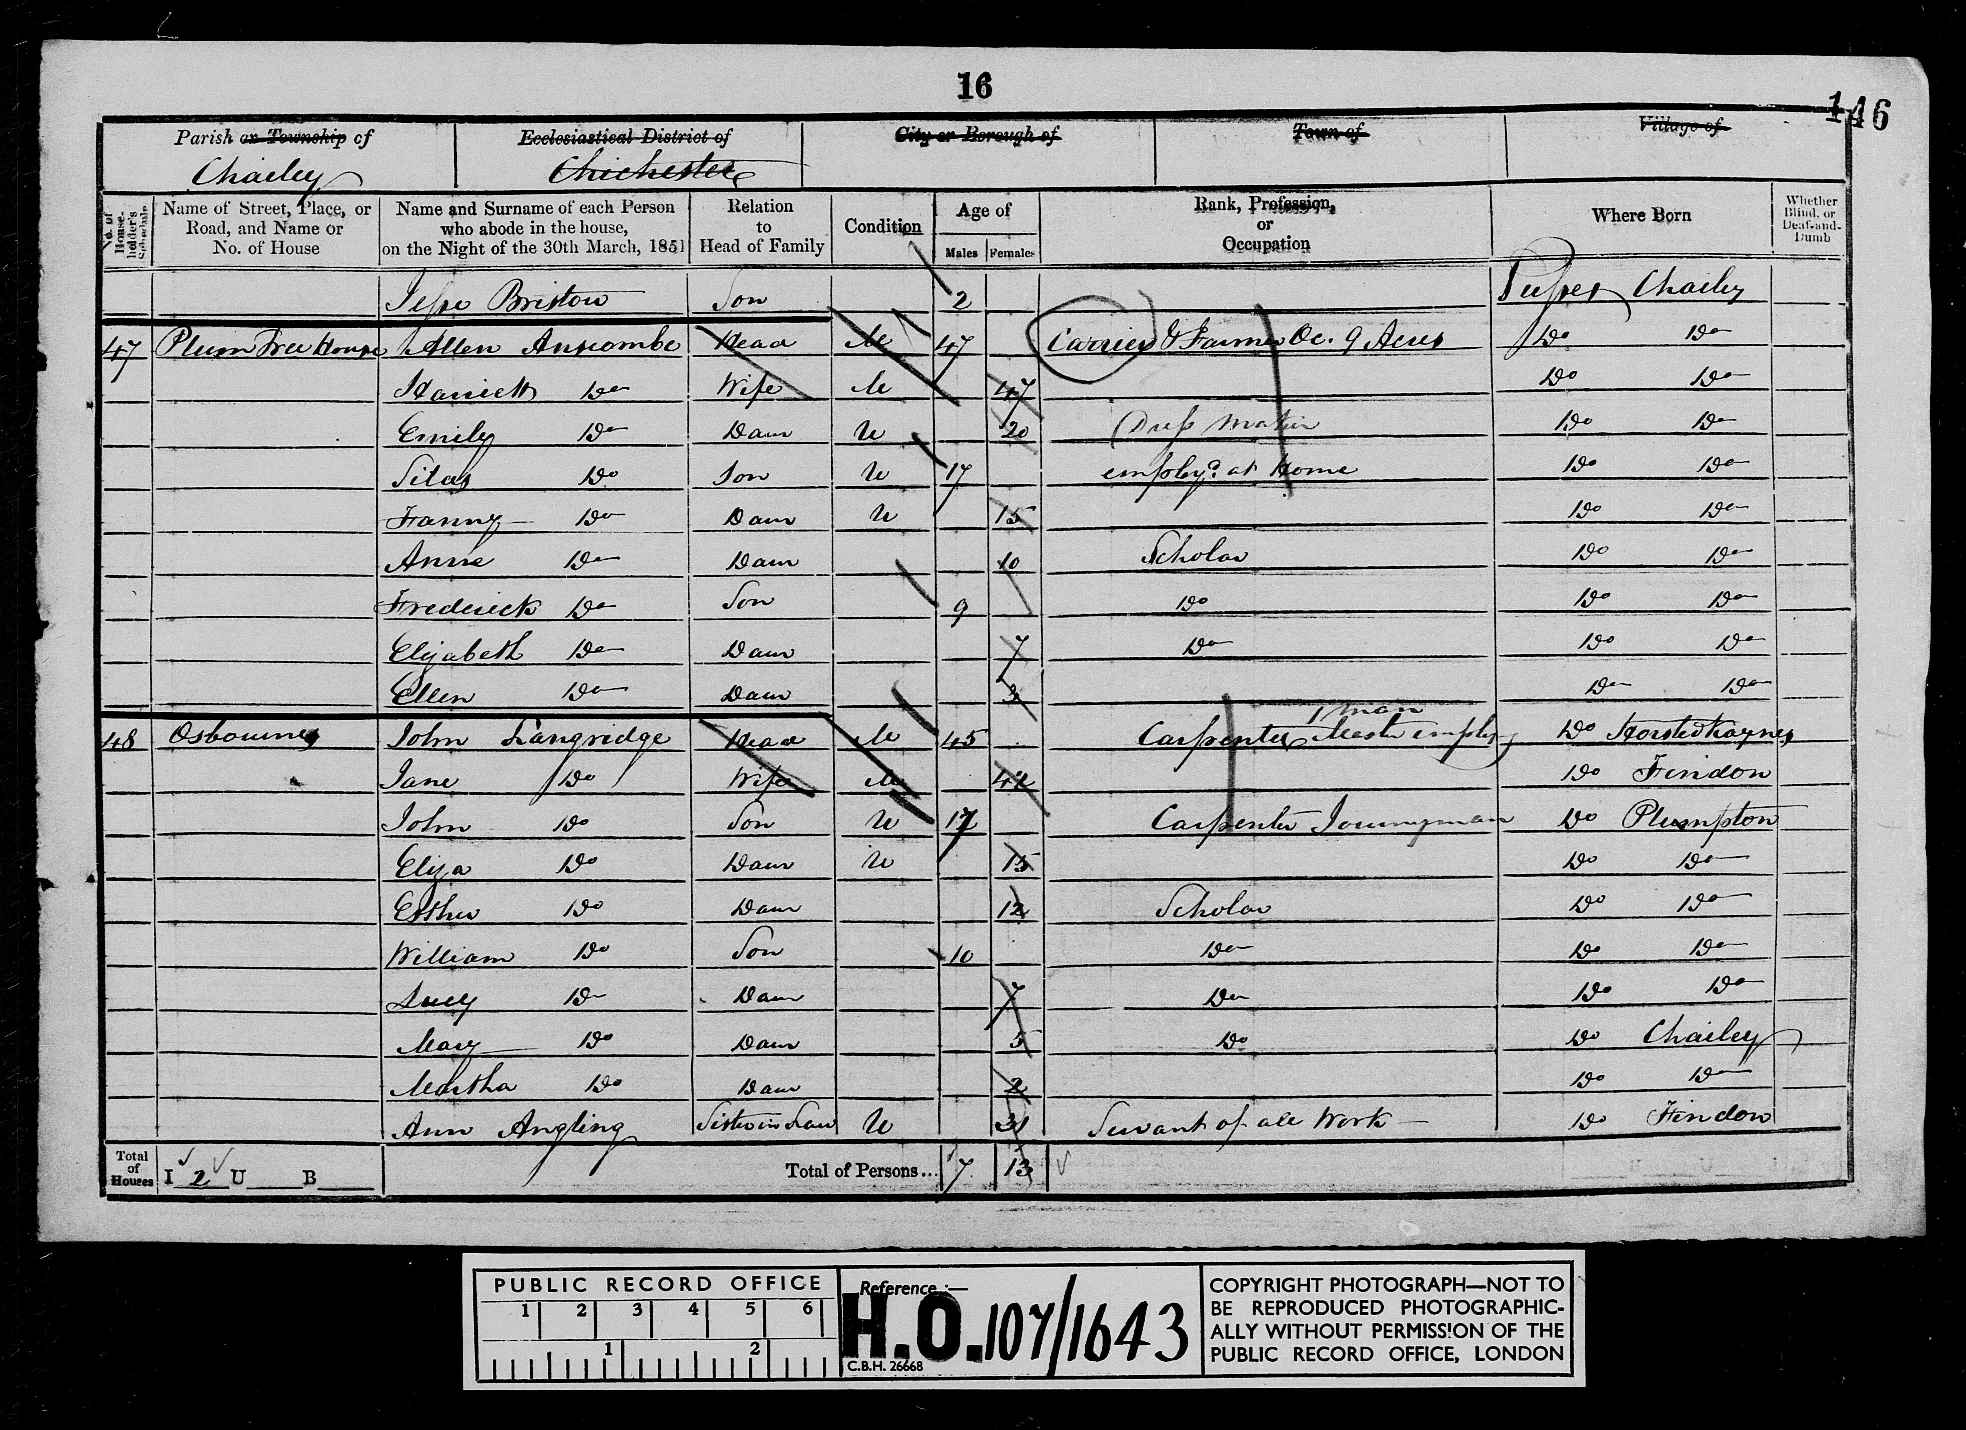 16
146
Parish or Township of
Chailey
Ecclesiastical District of
Chichester
City or Borough of
Town of
Village of
No. of House-holder's Schedule
Name of Street, Place, or Road, and Name or No. of House
Name and Surname of each Person who abode in the house, on the Night of the 30th March, 1851
Relation to Head of Family
Condition
Age of
Males Females
Rank, Profession, or Occupation
Where Born
Whether Blind, or Deaf-and-Dumb
Jesse Bristow Son 2 Sussex Chailey
47 Plum Tree House Allen Anscombe Head M 47 Carrier & Farmer Oc. 9 Acres Do Do
Harriett Do Wife M 47 Do Do
Emily Do Daur U 20 Dress Maker Do Do
Silas Do Son U 17 employd at Home Do Do
Fanny Do Daur U 15 Do Do
Anne Do Daur 10 Scholar Do Do
Frederick Do Son 9 Do Do Do
Elizabeth Do Daur 7 Do Do Do
Ellen Do Daur Do Do
1 man
48 Osbournes John Langridge Head M 45 Carpenter Master employg Do Horsted Keynes
Jane Do Wife M 42 Do Findon
John Do Son U 17 Carpenter Journeyman Do Plumpton
Eliza Do Daur U 15 Do Do
Esther Do Daur 12 Scholar Do Do
William Do Son 10 Do Do Do
Lucy Do Daur 7 Do Do Do
Mary Do Daur 5 Do Do Chailey
Martha Do Daur 2 Do Do
Ann Angling Sister in Law U 31 Servant of all Work Do Findon
Total of Houses I 2 U B Total of Persons... 7 13
PUBLIC RECORD OFFICE
1 2 3 4 5 6
1 2
Reference:—
H.O. 107/1643
C.B.H. 26668
COPYRIGHT PHOTOGRAPH—NOT TO
BE REPRODUCED PHOTOGRAPHIC-
ALLY WITHOUT PERMISSION OF THE
PUBLIC RECORD OFFICE, LONDON